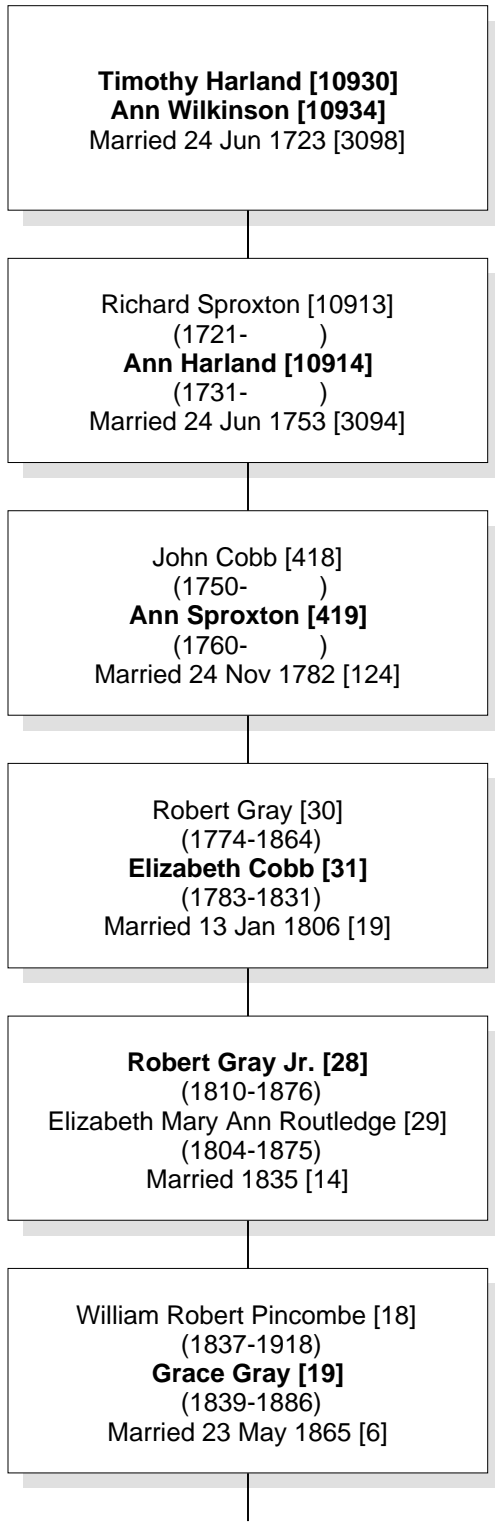 Timothy Harland [10930]
Ann Wilkinson [10934]
Married 24 Jun 1723 [3098]
Richard Sproxton [10913]
(1721- )
Ann Harland [10914]
(1731- )
Married 24 Jun 1753 [3094]
John Cobb [418]
(1750- )
Ann Sproxton [419]
(1760- )
Married 24 Nov 1782 [124]
Robert Gray [30]
(1774-1864)
Elizabeth Cobb [31]
(1783-1831)
Married 13 Jan 1806 [19]
Robert Gray Jr. [28]
(1810-1876)
Elizabeth Mary Ann Routledge [29]
(1804-1875)
Married 1835 [14]
William Robert Pincombe [18]
(1837-1918)
Grace Gray [19]
(1839-1886)
Married 23 May 1865 [6]